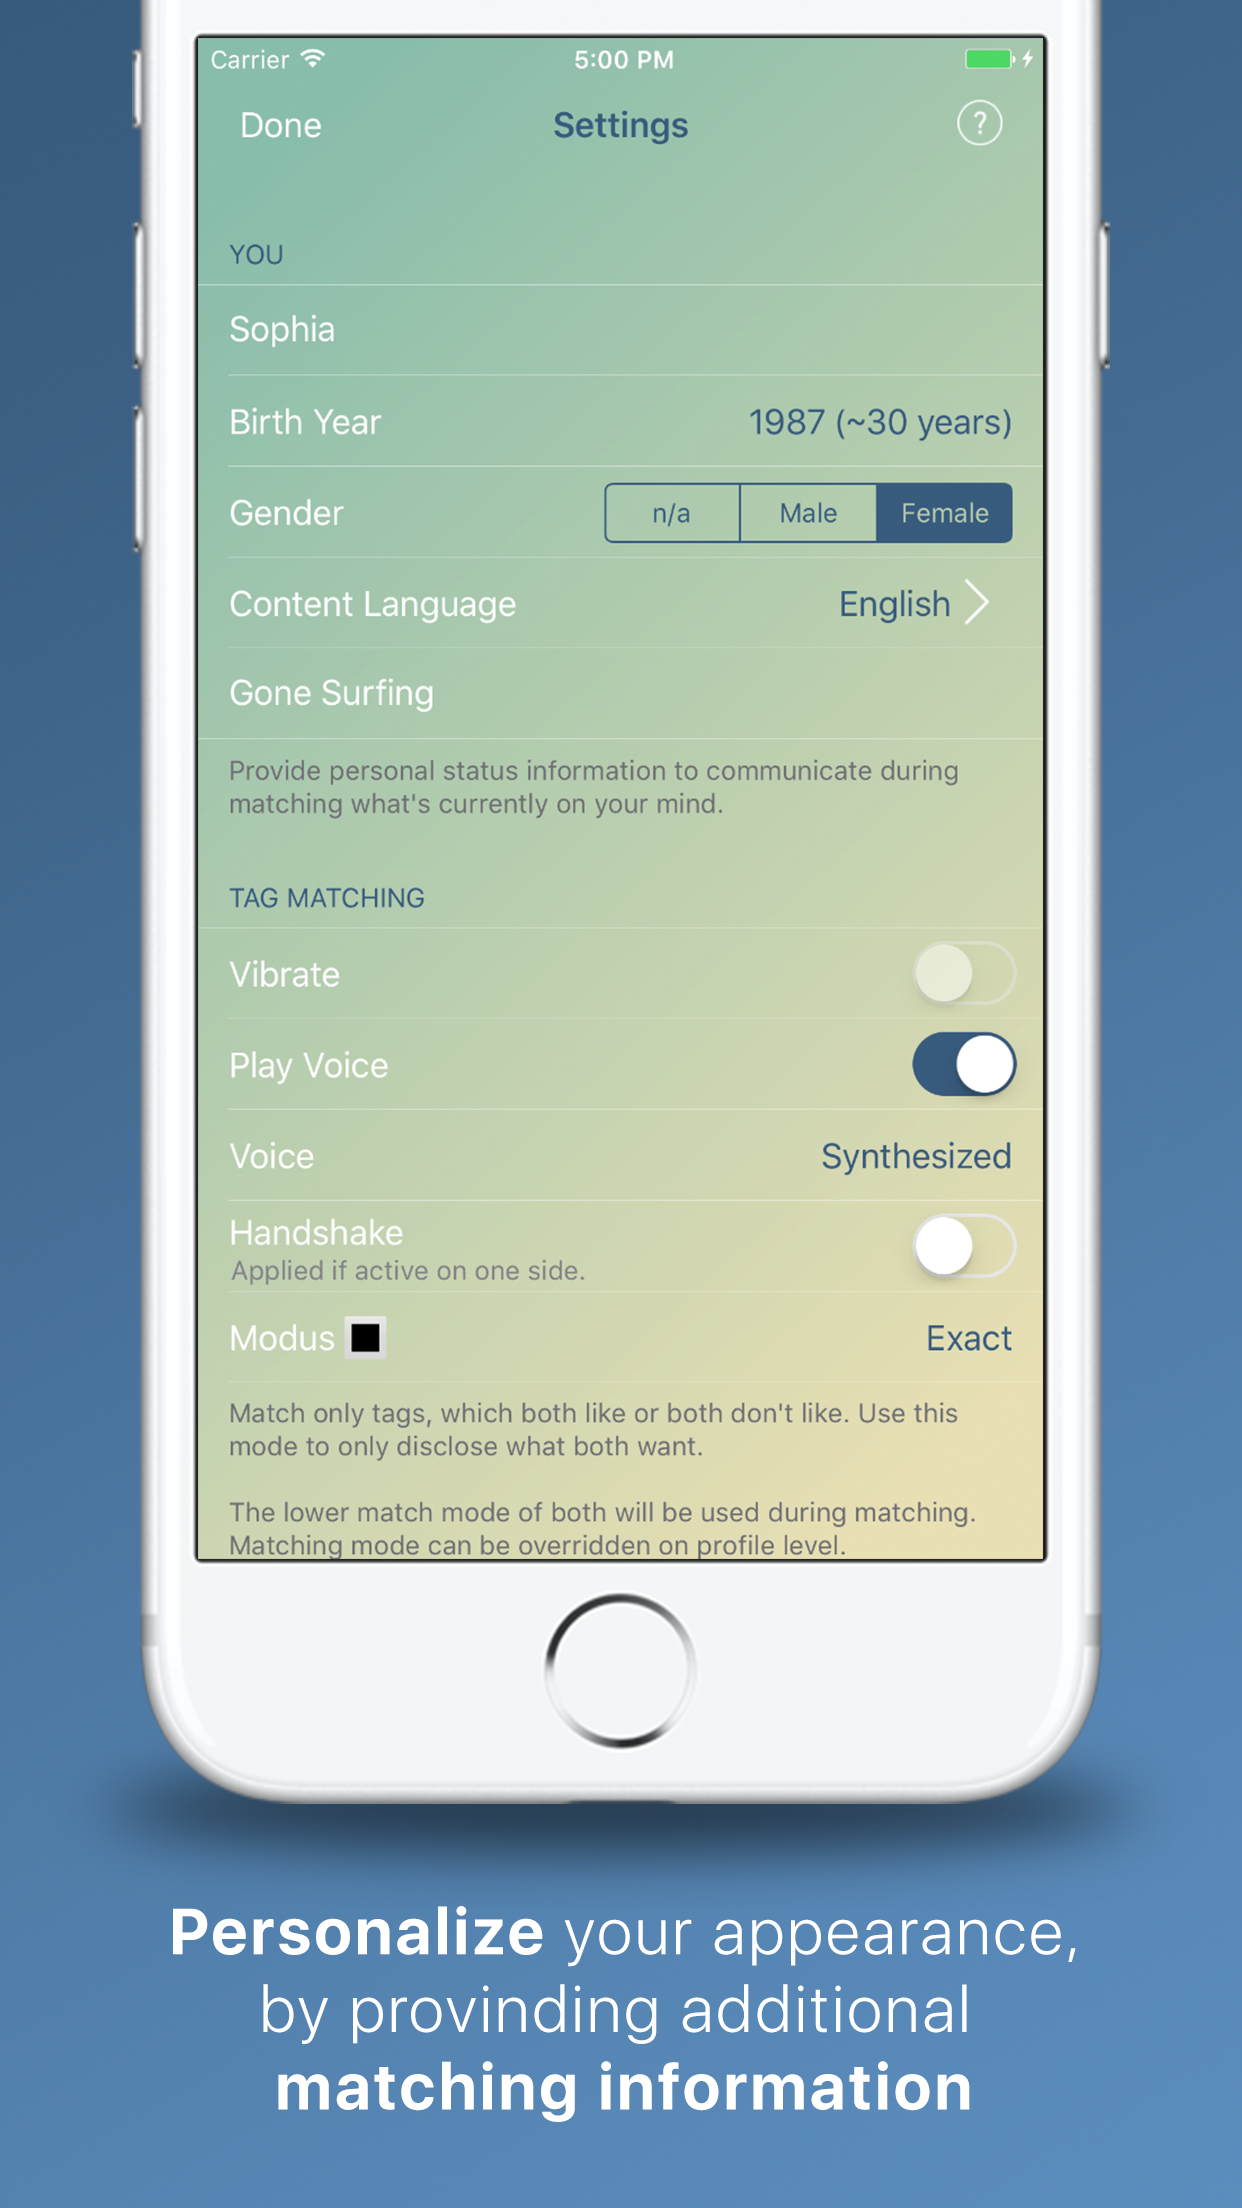 Carrier 5:00 PM
Done Settings ?
YOU
Sophia
Birth Year 1987 (~30 years)
Gender n/a Male Female
Content Language English
Gone Surfing
Provide personal status information to communicate during
matching what's currently on your mind.
TAG MATCHING
Vibrate
Play Voice
Voice Synthesized
Handshake
Applied if active on one side.
Modus Exact
Match only tags, which both like or both don't like. Use this
mode to only disclose what both want.
The lower match mode of both will be used during matching.
Matching mode can be overridden on profile level.
Personalize your appearance,
by provinding additional
matching information